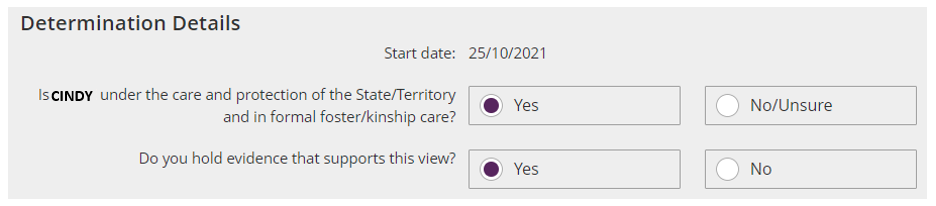 Determination Details
Start date: 25/10/2021
Is CINDY under the care and protection of the State/Territory
and in formal foster/kinship care?
Yes
No/Unsure
Do you hold evidence that supports this view?
Yes
No